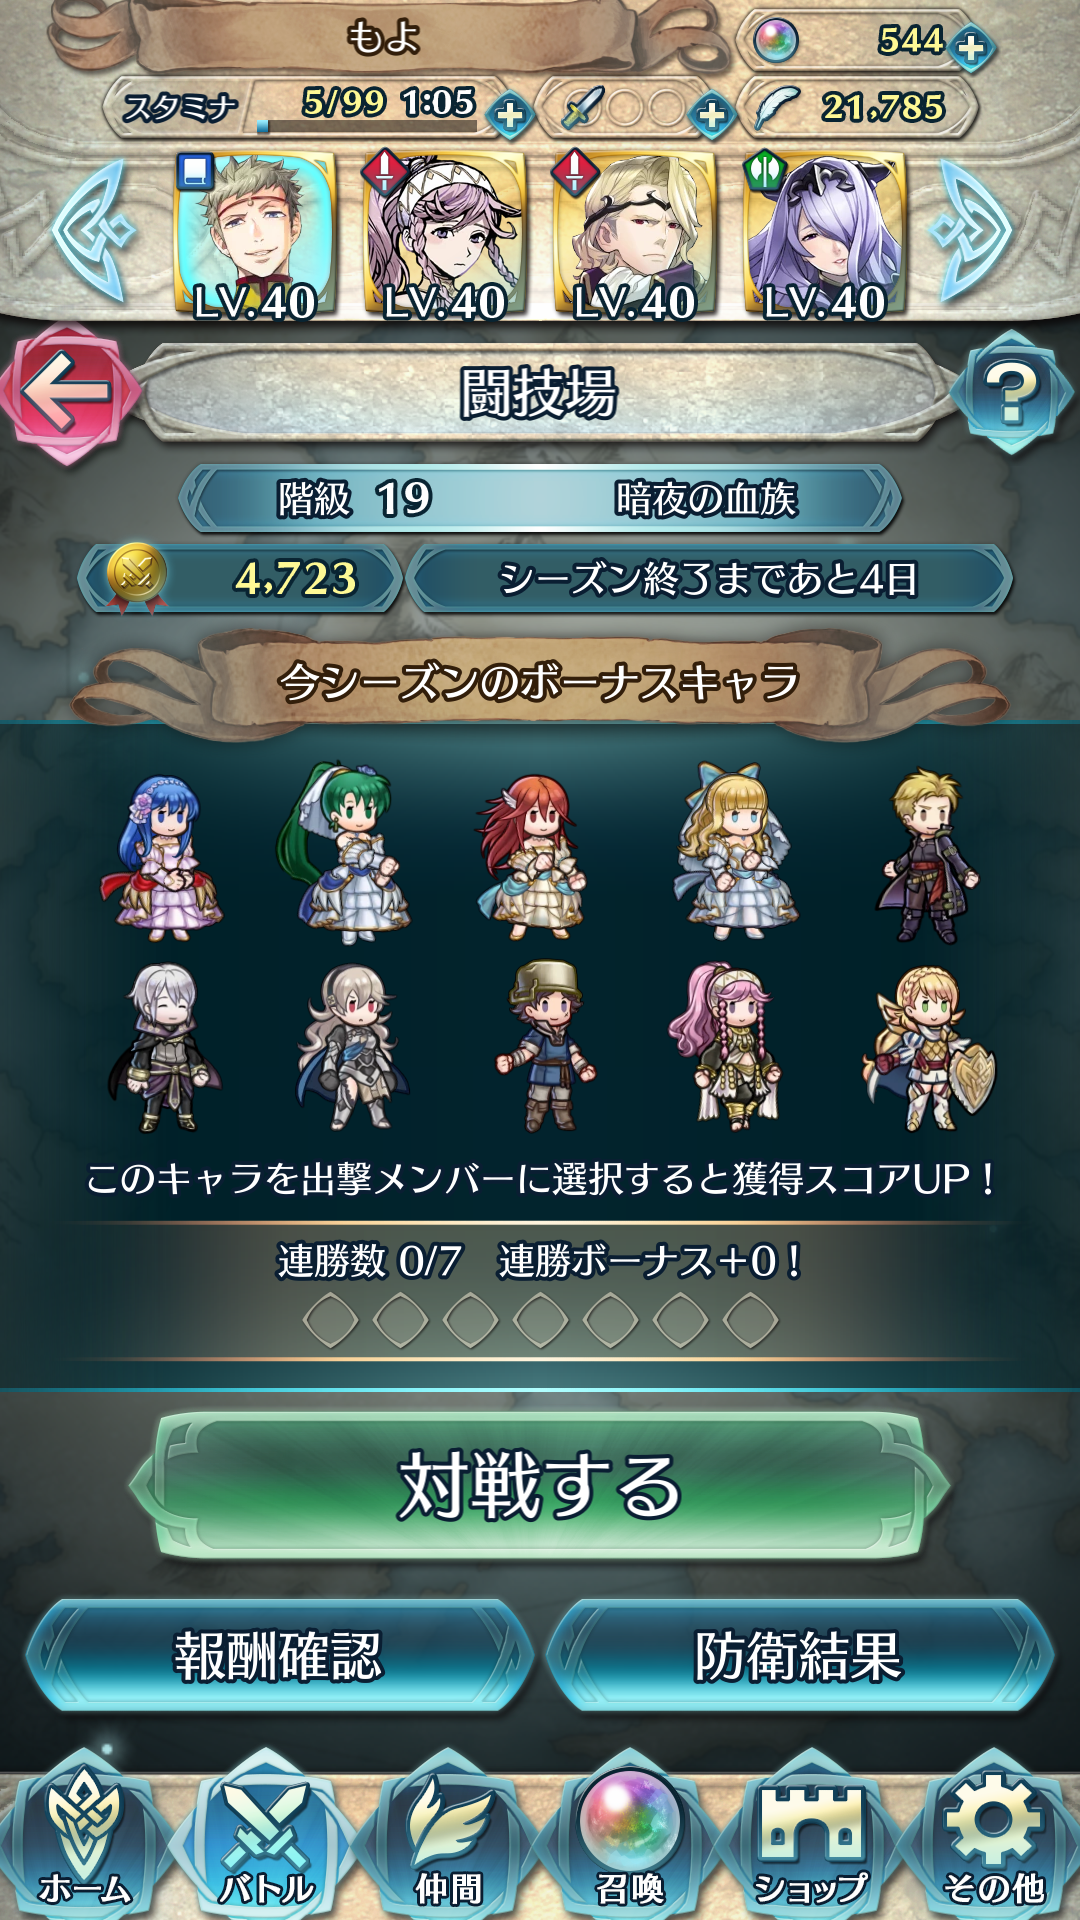 もよ
544
スタミナ 5/99 1:05
21,785
LV.40 LV.40 LV.40 LV.40
闘技場
?
階級 19 暗夜の血族
4,723 シーズン終了まであと4日
今シーズンのボーナスキャラ
このキャラを出撃メンバーに選択すると獲得スコアUP！
連勝数 0/7 連勝ボーナス+0！
対戦する
報酬確認 防衛結果
ホーム バトル 仲間 召喚 ショップ その他